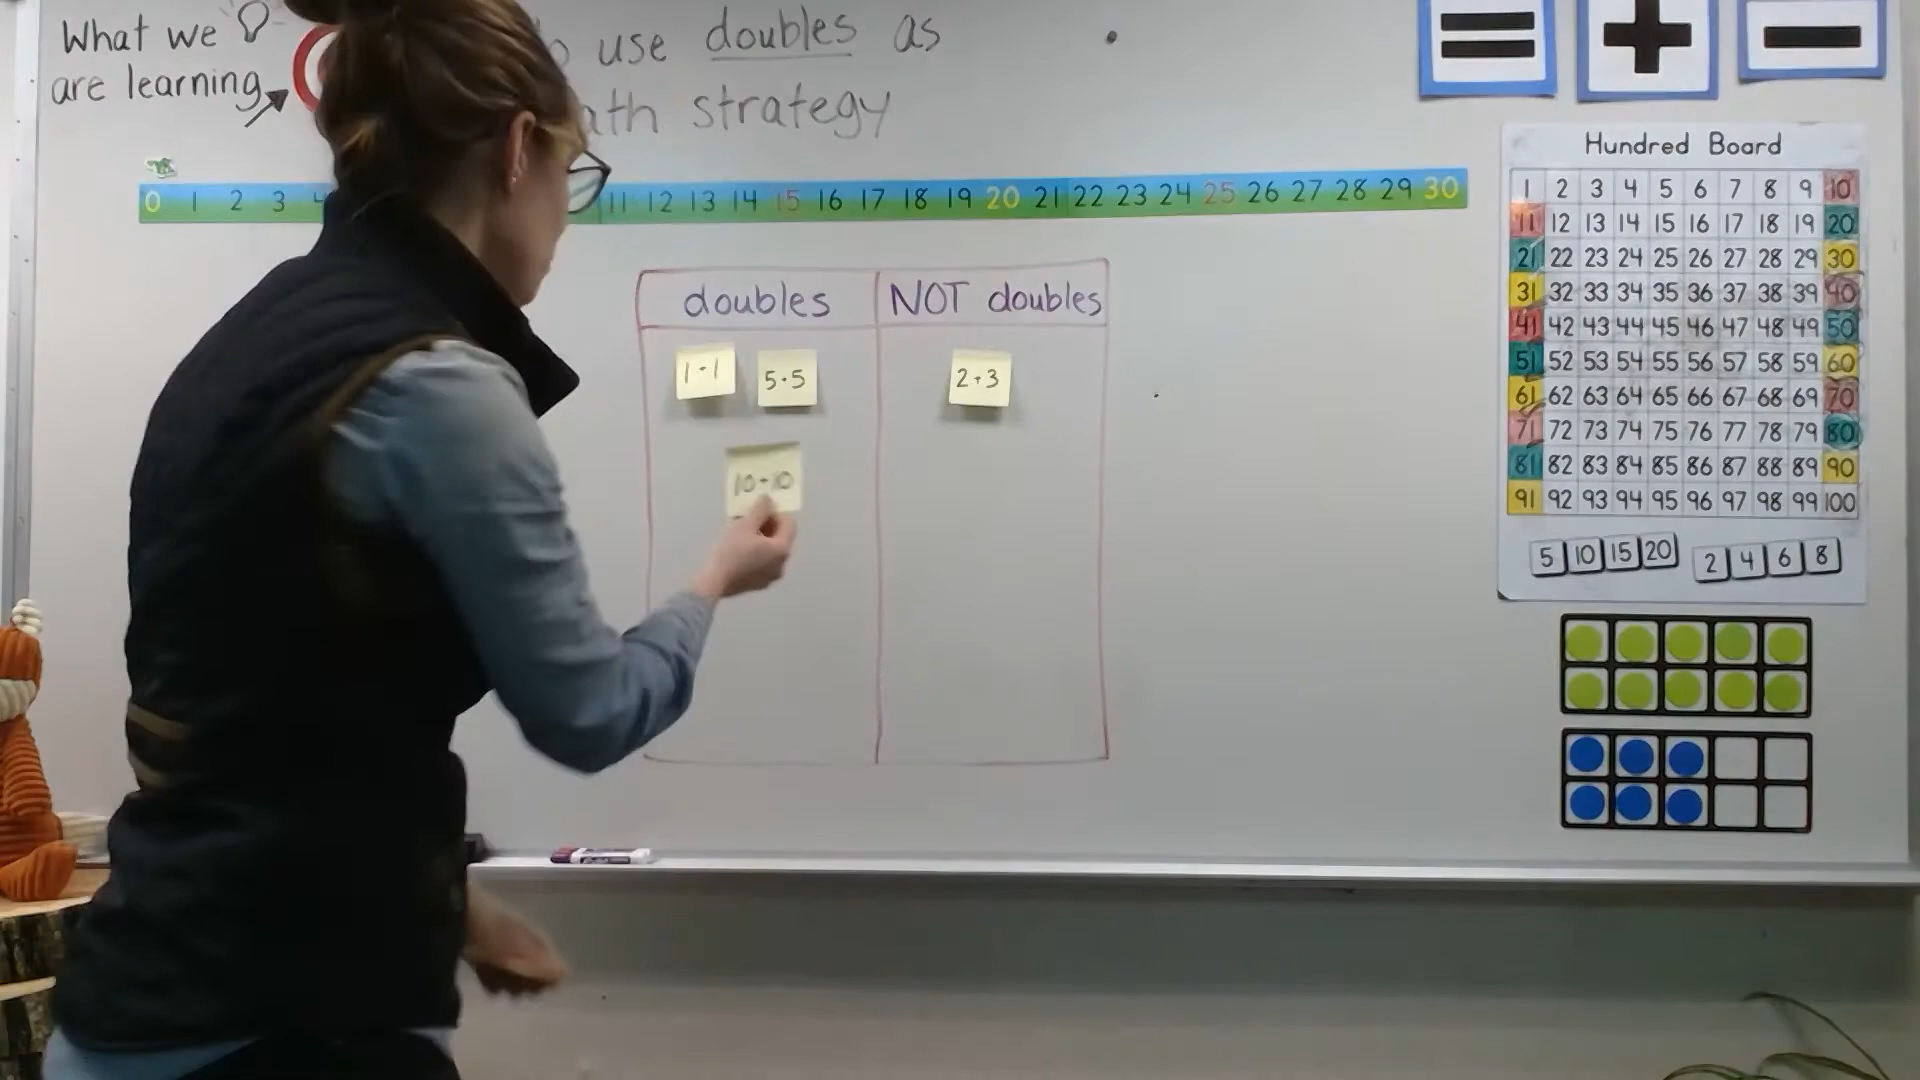 What we
are learning
use doubles as
ath strategy
0 1 2 3 4 11 12 13 14 15 16 17 18 19 20 21 22 23 24 25 26 27 28 29 30
doubles NOT doubles
1+1 5+5 2+3
10+10
= + −
Hundred Board
1 2 3 4 5 6 7 8 9 10
11 12 13 14 15 16 17 18 19 20
21 22 23 24 25 26 27 28 29 30
31 32 33 34 35 36 37 38 39 40
41 42 43 44 45 46 47 48 49 50
51 52 53 54 55 56 57 58 59 60
61 62 63 64 65 66 67 68 69 70
71 72 73 74 75 76 77 78 79 80
81 82 83 84 85 86 87 88 89 90
91 92 93 94 95 96 97 98 99 100
5 10 15 20 2 4 6 8